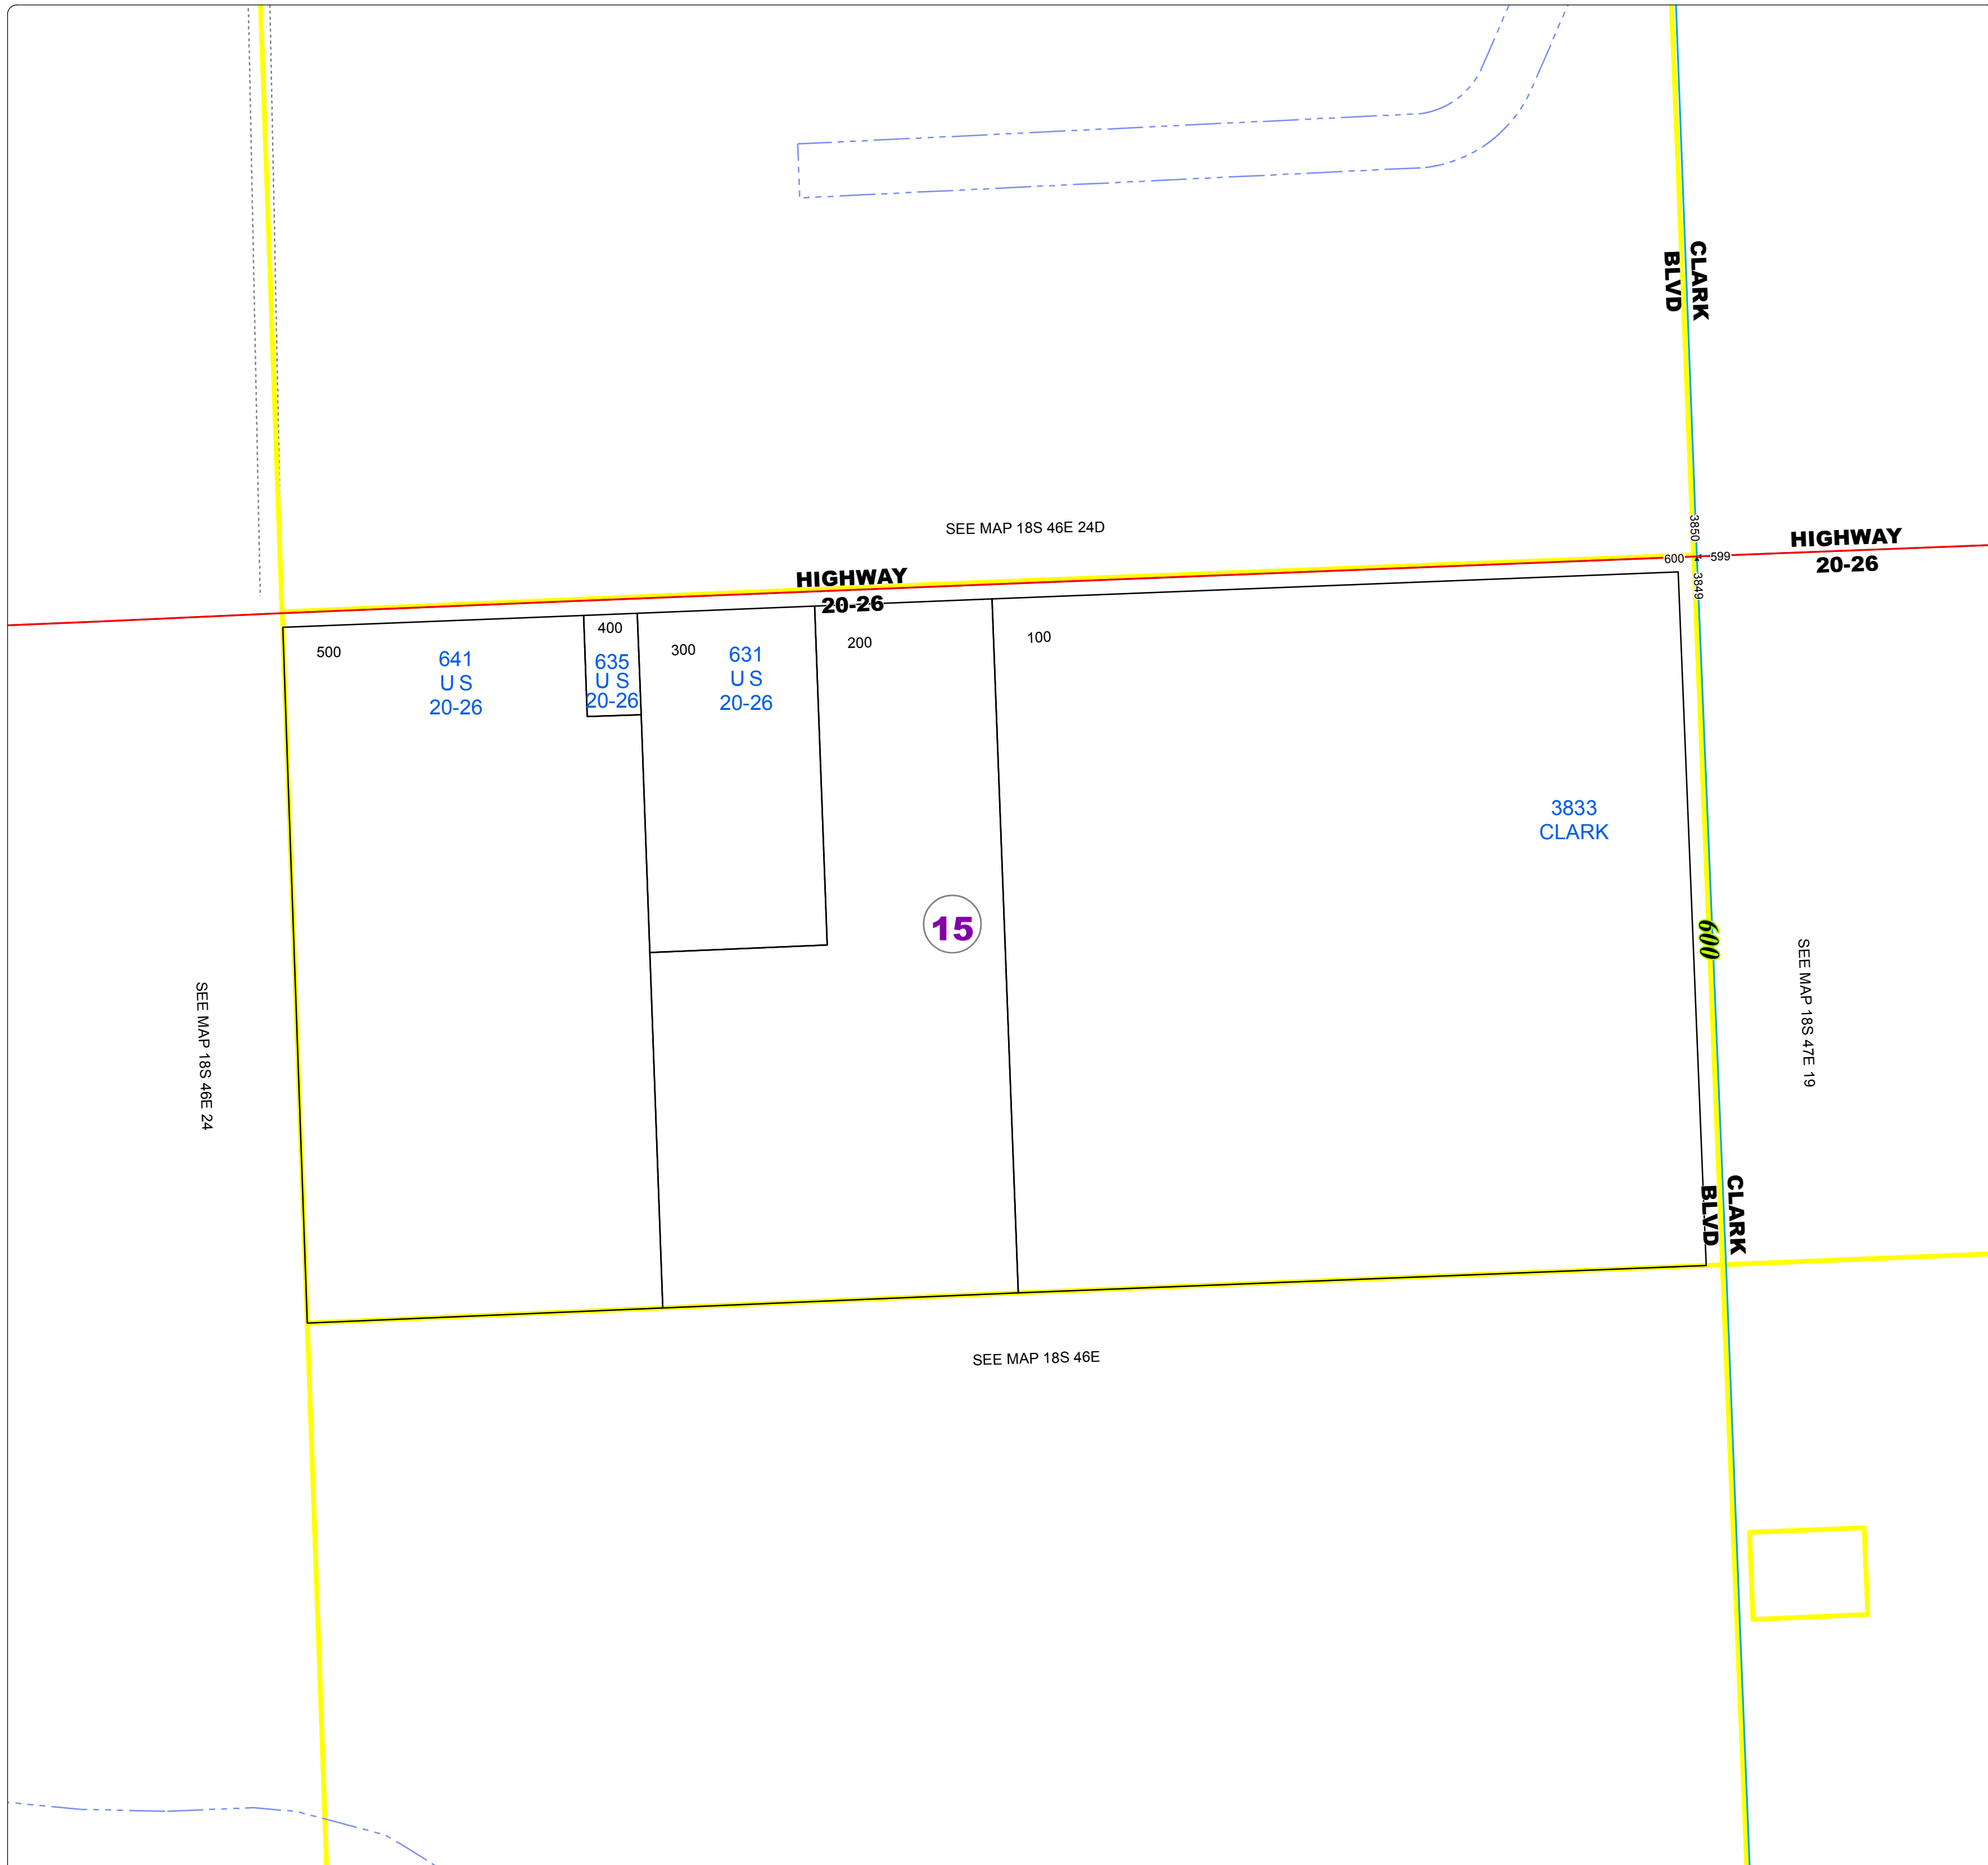 CLARK
BLVD
SEE MAP 18S 46E 24D
3850
HIGHWAY
20-26
600
599
3849
HIGHWAY
20-26
500
641
U S
20-26
400
635
U S
20-26
300
631
U S
20-26
200
100
3833
CLARK
15
600
SEE MAP 18S 46E 24
SEE MAP 18S 47E 19
CLARK
BLVD
SEE MAP 18S 46E